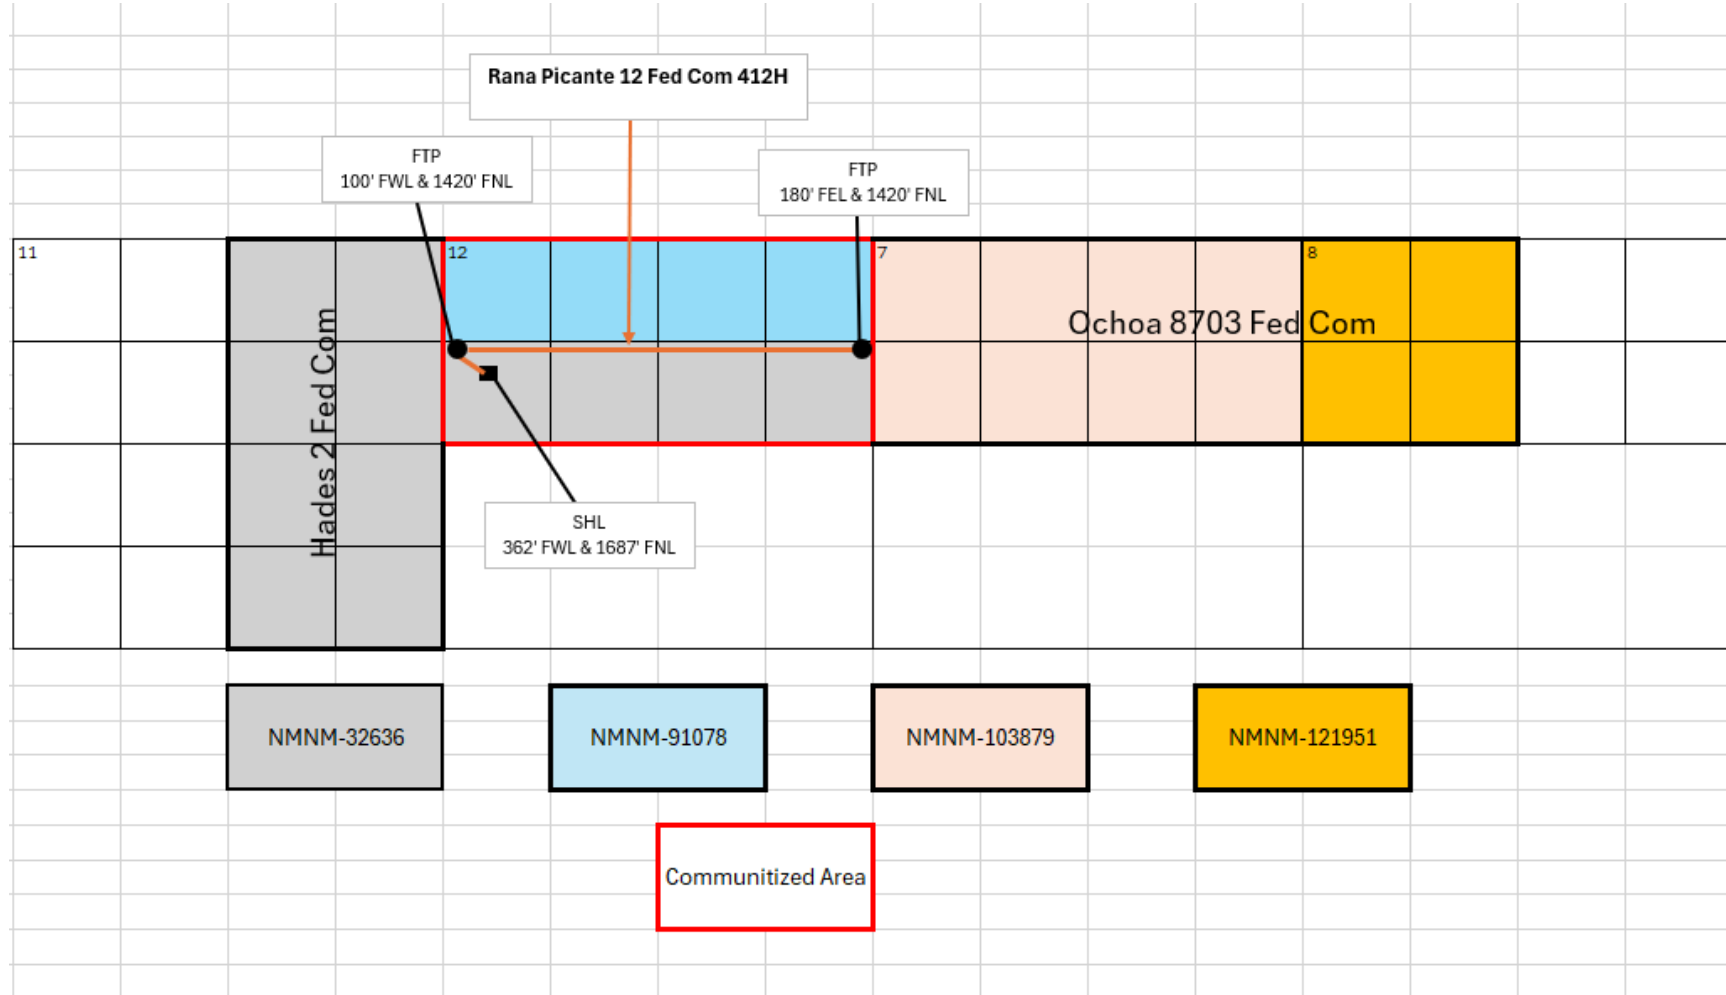 Rana Picante 12 Fed Com 412H
FTP
100' FWL & 1420' FNL
FTP
180' FEL & 1420' FNL
11
12
7
8
Hades 2 Fed Com
Ochoa 8703 Fed Com
SHL
362' FWL & 1687' FNL
NMNM-32636
NMNM-91078
NMNM-103879
NMNM-121951
Communitized Area